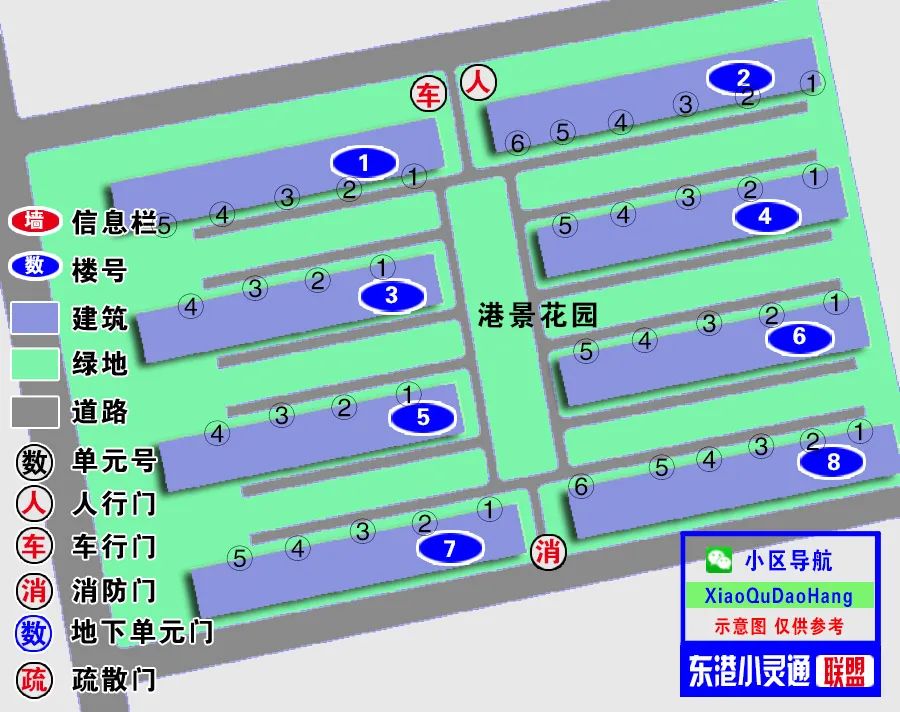 车 人
2
6 5 4 3 2 1
1
5 4 3 2 1
4
5 4 3 2 1
3
4 3 2 1
港景花园
6
5 4 3 2 1
5
4 3 2 1
8
6 5 4 3 2 1
7
5 4 3 2 1
消
墙 信息栏
数 楼号
建筑
绿地
道路
数 单元号
人 人行门
车 车行门
消 消防门
数 地下单元门
疏 疏散门
小区导航
XiaoQuDaoHang
示意图 仅供参考
东港小灵通 联盟